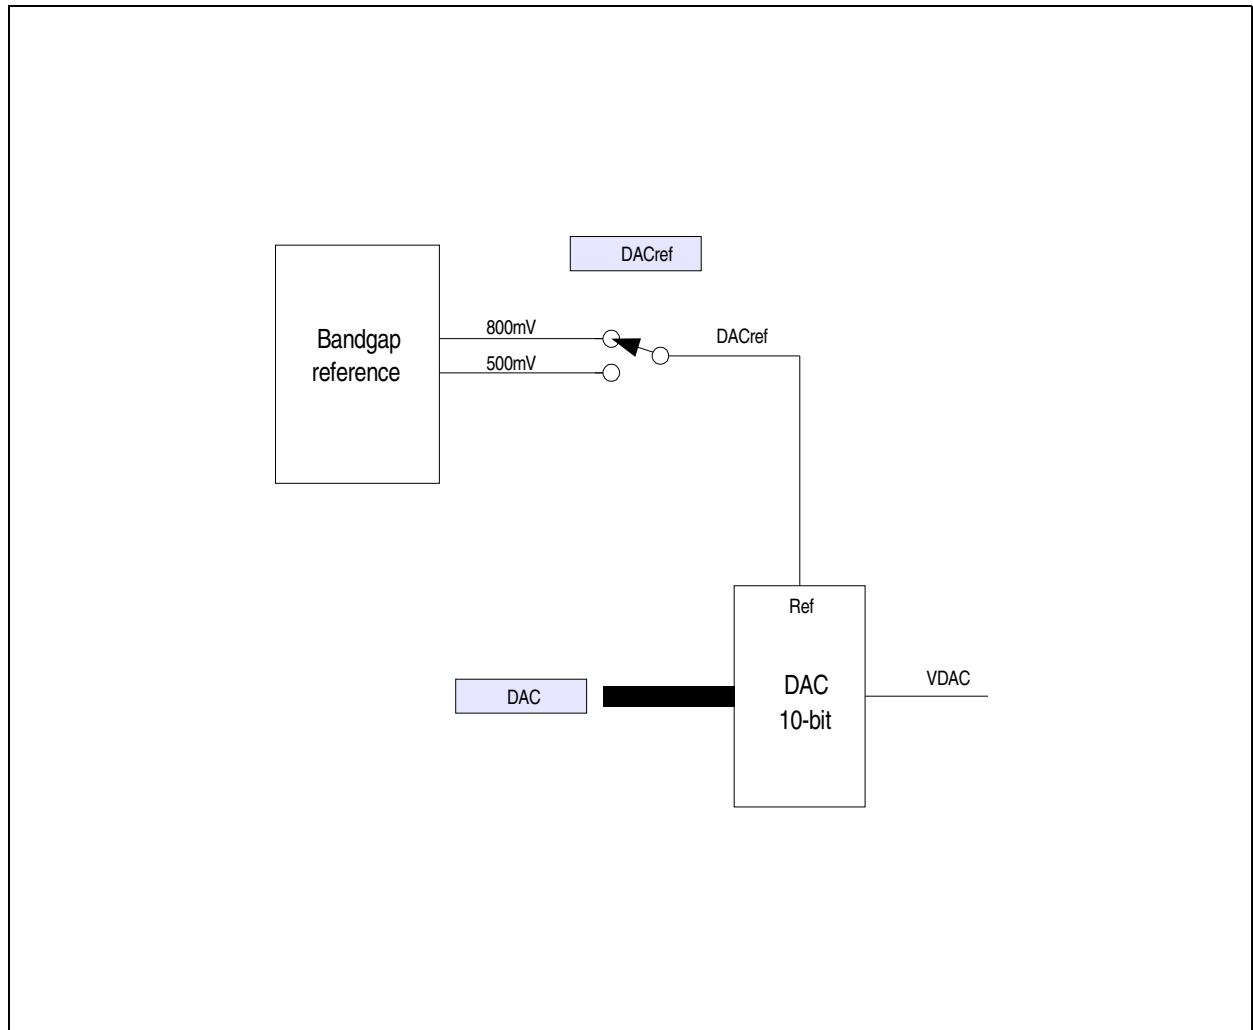 DACref
Bandgap
reference
800mV
500mV
DACref
Ref
DAC
10-bit
DAC
VDAC